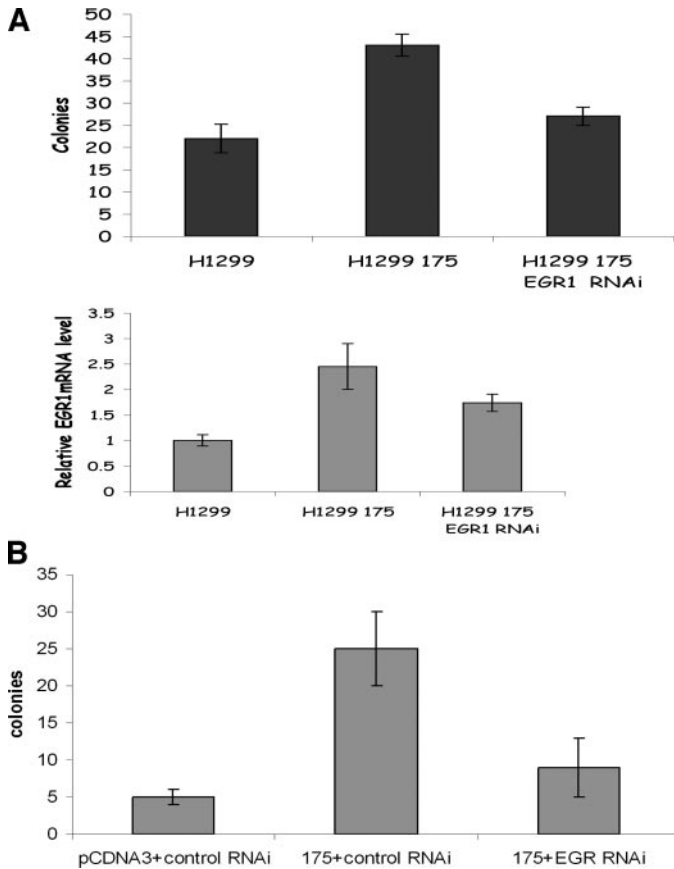 A
Colonies
50
45
40
35
30
25
20
15
10
5
0
H1299
H1299 175
H1299 175
EGR1 RNAi
Relative EGR1mRNA level
3.5
3
2.5
2
1.5
1
0.5
0
H1299
H1299 175
H1299 175
EGR1 RNAi
B
colonies
35
30
25
20
15
10
5
0
pCDNA3+control RNAi
175+control RNAi
175+EGR RNAi